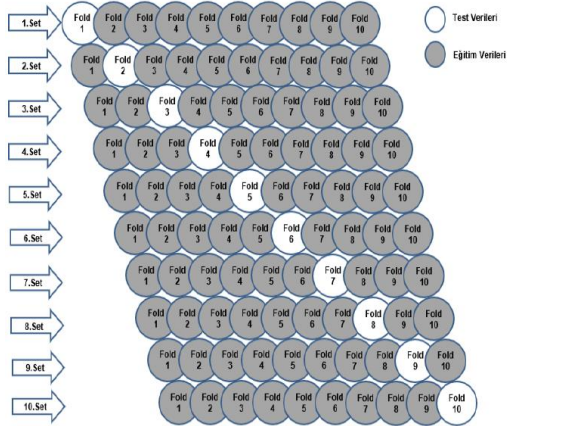 1.Set Fold 1 Fold 2 Fold 3 Fold 4 Fold 5 Fold 6 Fold 7 Fold 8 Fold 9 Fold 10 Test Verileri
2.Set Fold 1 Fold 2 Fold 3 Fold 4 Fold 5 Fold 6 Fold 7 Fold 8 Fold 9 Fold 10 Eğitim Verileri
3.Set Fold 1 Fold 2 Fold 3 Fold 4 Fold 5 Fold 6 Fold 7 Fold 8 Fold 9 Fold 10
4.Set Fold 1 Fold 2 Fold 3 Fold 4 Fold 5 Fold 6 Fold 7 Fold 8 Fold 9 Fold 10
5.Set Fold 1 Fold 2 Fold 3 Fold 4 Fold 5 Fold 6 Fold 7 Fold 8 Fold 9 Fold 10
6.Set Fold 1 Fold 2 Fold 3 Fold 4 Fold 5 Fold 6 Fold 7 Fold 8 Fold 9 Fold 10
7.Set Fold 1 Fold 2 Fold 3 Fold 4 Fold 5 Fold 6 Fold 7 Fold 8 Fold 9 Fold 10
8.Set Fold 1 Fold 2 Fold 3 Fold 4 Fold 5 Fold 6 Fold 7 Fold 8 Fold 9 Fold 10
9.Set Fold 1 Fold 2 Fold 3 Fold 4 Fold 5 Fold 6 Fold 7 Fold 8 Fold 9 Fold 10
10.Set Fold 1 Fold 2 Fold 3 Fold 4 Fold 5 Fold 6 Fold 7 Fold 8 Fold 9 Fold 10